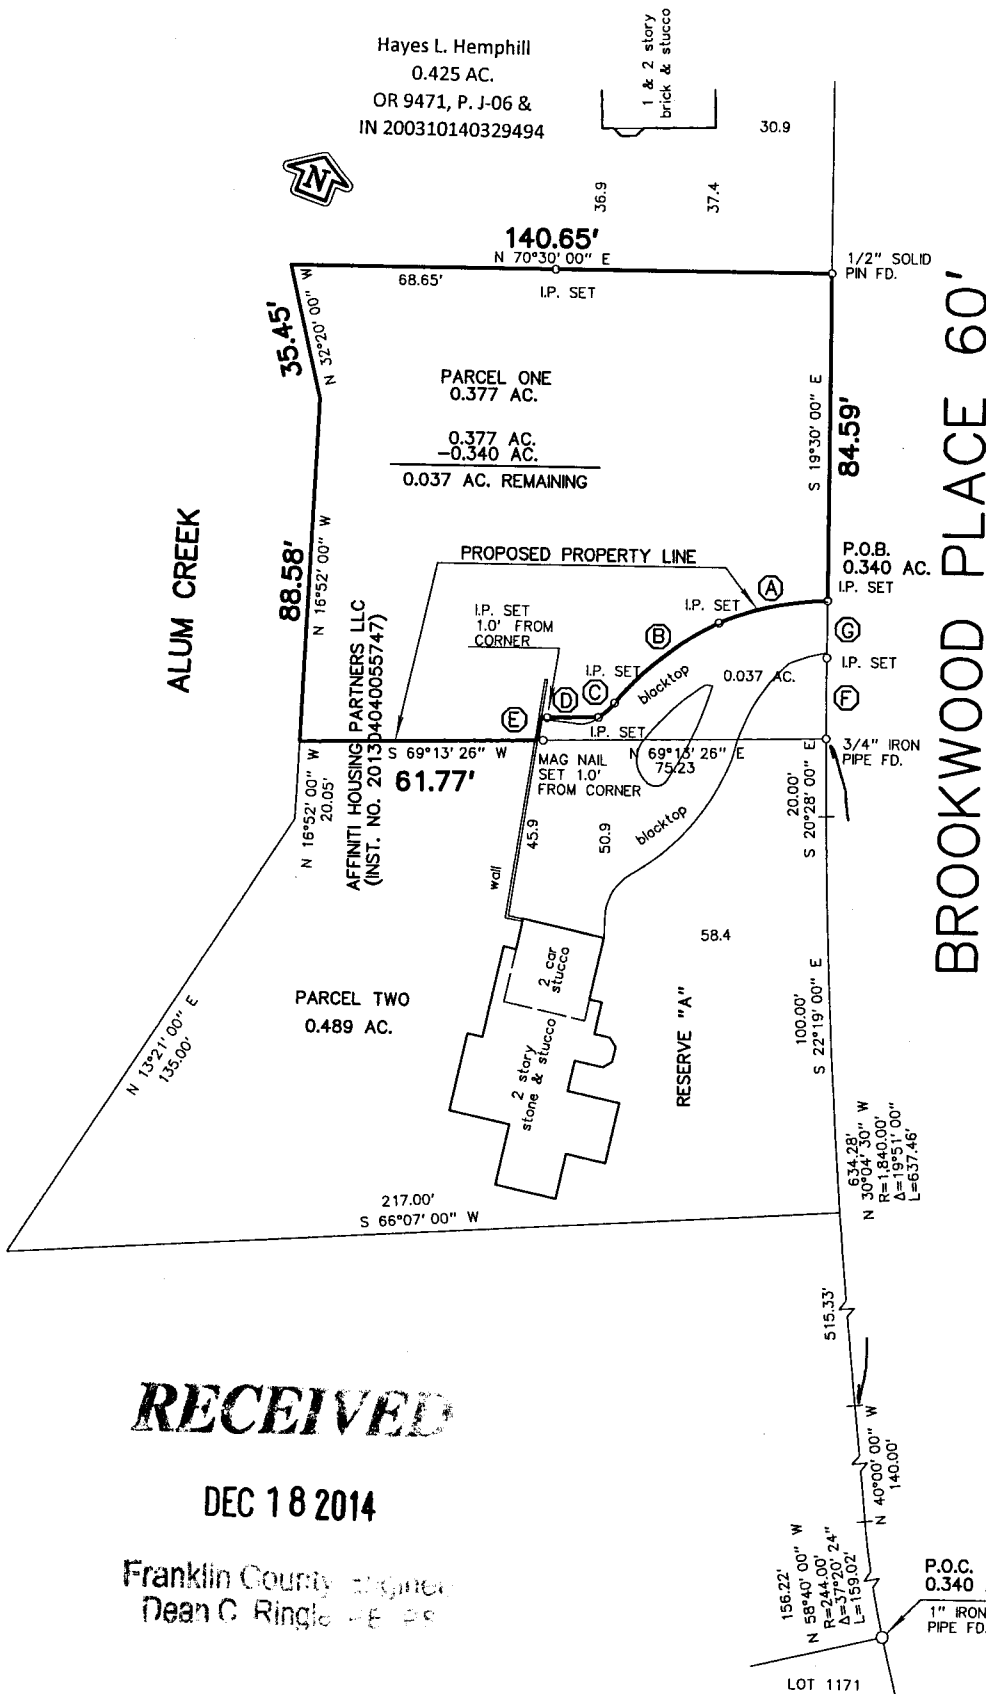 Hayes L. Hemphill
0.425 AC.
OR 9471, P. J-06 &
IN 200310140329494
1 & 2 story
brick & stucco
30.9
36.9
37.4
N
140.65'
N 70°30' 00" E
68.65'
I.P. SET
1/2" SOLID
PIN FD.
35.45'
N 32°20' 00" W
PARCEL ONE
0.377 AC.
0.377 AC.
-0.340 AC.
0.037 AC. REMAINING
S 19°30' 00" E
84.59'
BROOKWOOD PLACE 60'
ALUM CREEK
88.58'
N 16°52' 00" W
PROPOSED PROPERTY LINE
P.O.B.
0.340 AC.
I.P. SET
A
I.P. SET
1.0' FROM
CORNER
I.P. SET
B
G
I.P. SET
I.P. SET
C
D
blacktop
0.037 AC.
F
E
I.P. SET
S 69°13' 26" W
61.77'
MAG NAIL
SET 1.0'
FROM CORNER
N 69°13' 26" E
75.23
3/4" IRON
PIPE FD.
AFFINITI HOUSING PARTNERS LLC
(INST. NO. 201304040055747)
N 16°52' 00" W
20.05'
20.00'
S 20°28' 00" E
45.9
50.9
blacktop
wall
58.4
2 car
stucco
PARCEL TWO
0.489 AC.
N 13°21' 00" E
135.00'
2 story
stone & stucco
RESERVE "A"
100.00'
S 22°19' 00" E
217.00'
S 66°07' 00" W
634.28'
N 30°04' 30" W
R=1,840.00'
Δ=19°51' 00"
L=637.46'
515.33'
RECEIVED
DEC 18 2014
Franklin County
Dean C Ringle
N 40°00' 00" W
140.00'
156.22'
N 58°40' 00" W
R=244.00'
Δ=37°20' 24"
L=159.02'
P.O.C.
0.340
1" IRON
PIPE FD.
LOT 1171